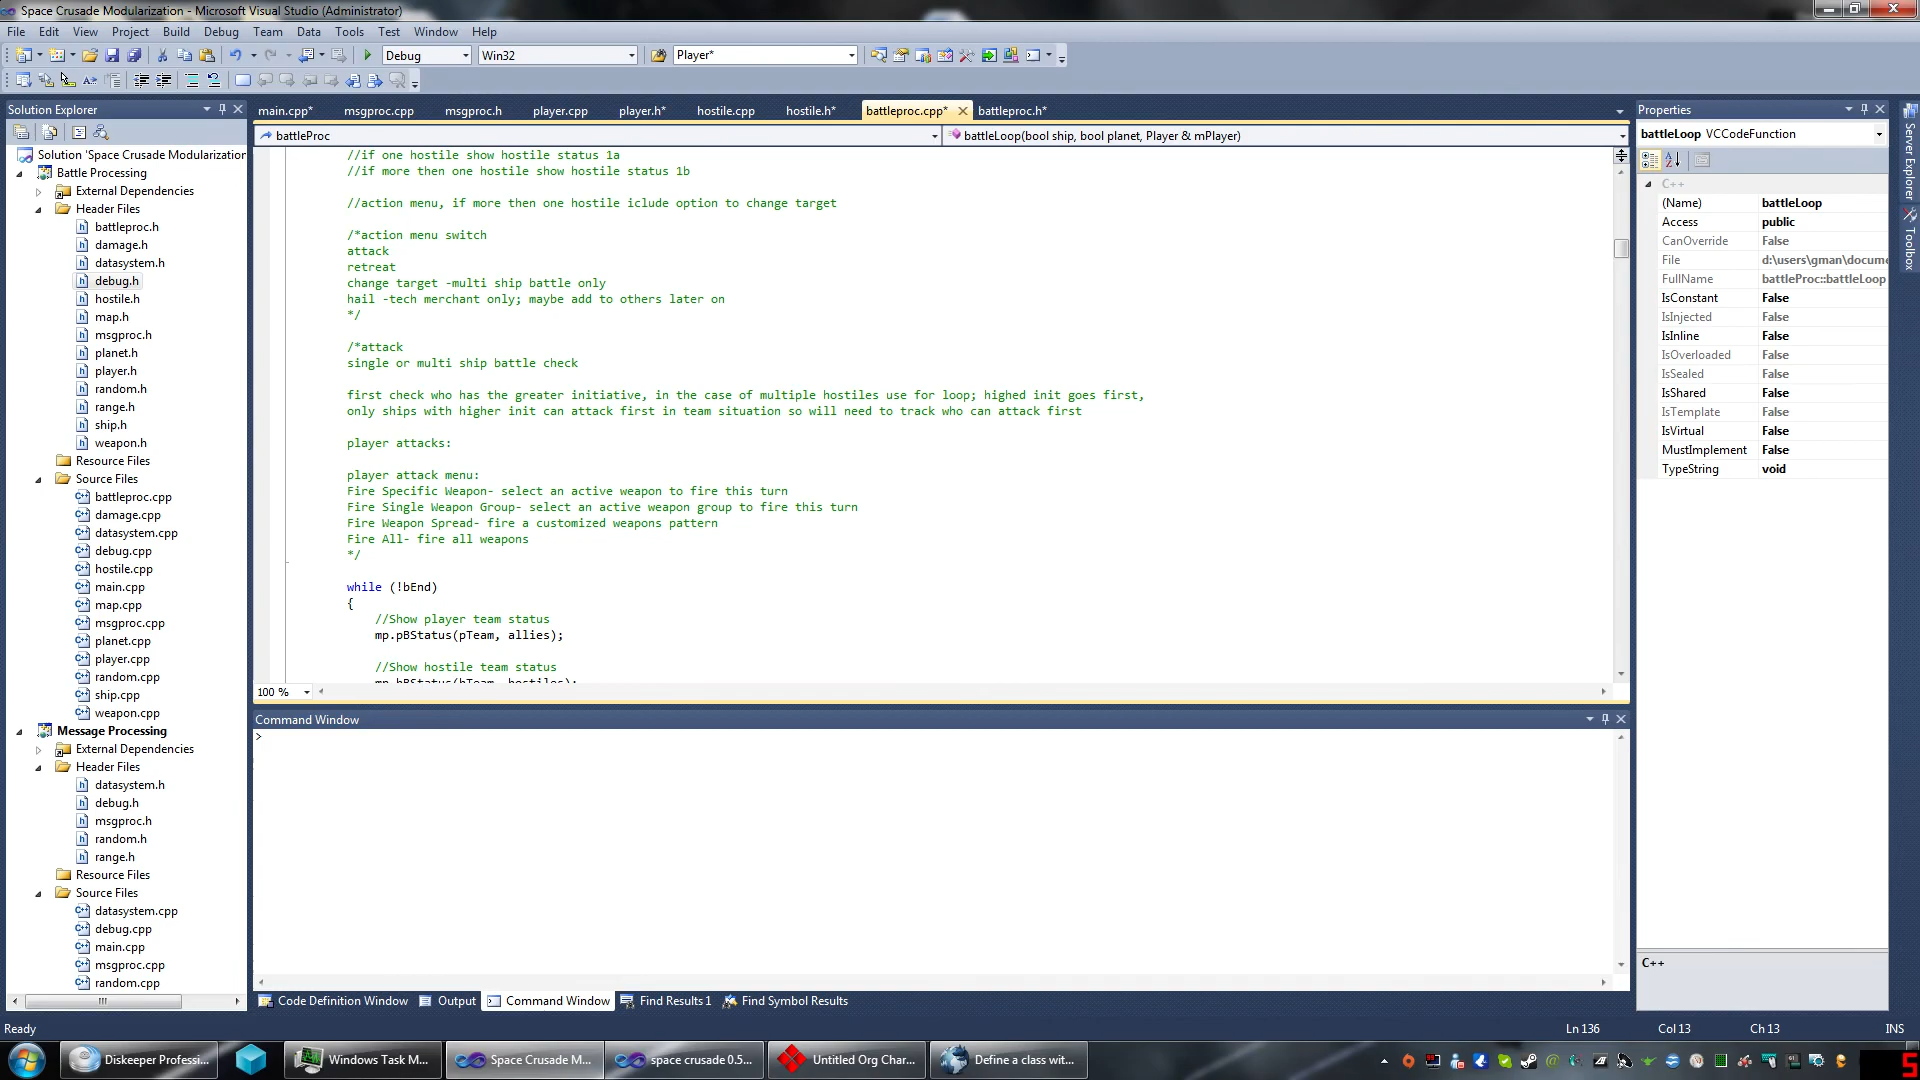 Space Crusade Modularization - Microsoft Visual Studio (Administrator)
File Edit View Project Build Debug Team Data Tools Test Window Help
Debug Win32 Player*
Solution Explorer
main.cpp* msgproc.cpp msgproc.h player.cpp player.h* hostile.cpp hostile.h* battleproc.cpp* battleproc.h*
battleProc battleLoop(bool ship, bool planet, Player & mPlayer)
Solution 'Space Crusade Modularization
Battle Processing
External Dependencies
Header Files
battleproc.h
damage.h
datasystem.h
debug.h
hostile.h
map.h
msgproc.h
planet.h
player.h
random.h
range.h
ship.h
weapon.h
Resource Files
Source Files
battleproc.cpp
damage.cpp
datasystem.cpp
debug.cpp
hostile.cpp
main.cpp
map.cpp
msgproc.cpp
planet.cpp
player.cpp
random.cpp
ship.cpp
weapon.cpp
Message Processing
External Dependencies
Header Files
datasystem.h
debug.h
msgproc.h
random.h
range.h
Resource Files
Source Files
datasystem.cpp
debug.cpp
main.cpp
msgproc.cpp
random.cpp
//if one hostile show hostile status 1a
//if more then one hostile show hostile status 1b
//action menu, if more then one hostile iclude option to change target
/*action menu switch
attack
retreat
change target -multi ship battle only
hail -tech merchant only; maybe add to others later on
*/
/*attack
single or multi ship battle check
first check who has the greater initiative, in the case of multiple hostiles use for loop; highed init goes first,
only ships with higher init can attack first in team situation so will need to track who can attack first
player attacks:
player attack menu:
Fire Specific Weapon- select an active weapon to fire this turn
Fire Single Weapon Group- select an active weapon group to fire this turn
Fire Weapon Spread- fire a customized weapons pattern
Fire All- fire all weapons
*/
while (!bEnd)
{
//Show player team status
mp.pBStatus(pTeam, allies);
//Show hostile team status
mp.hBStatus(hTeam, hostiles);
100 %
Command Window
>
Code Definition Window Output Command Window Find Results 1 Find Symbol Results
Properties
battleLoop VCCodeFunction
C++
(Name) battleLoop
Access public
CanOverride False
File d:\users\gman\docume
FullName battleProc::battleLoop
IsConstant False
IsInjected False
IsInline False
IsOverloaded False
IsSealed False
IsShared False
IsTemplate False
IsVirtual False
MustImplement False
TypeString void
C++
Server Explorer
Toolbox
Ready Ln 136 Col 13 Ch 13 INS
Diskeeper Professi... Windows Task M... Space Crusade M... space crusade 0.5... Untitled Org Char... Define a class wit...
5